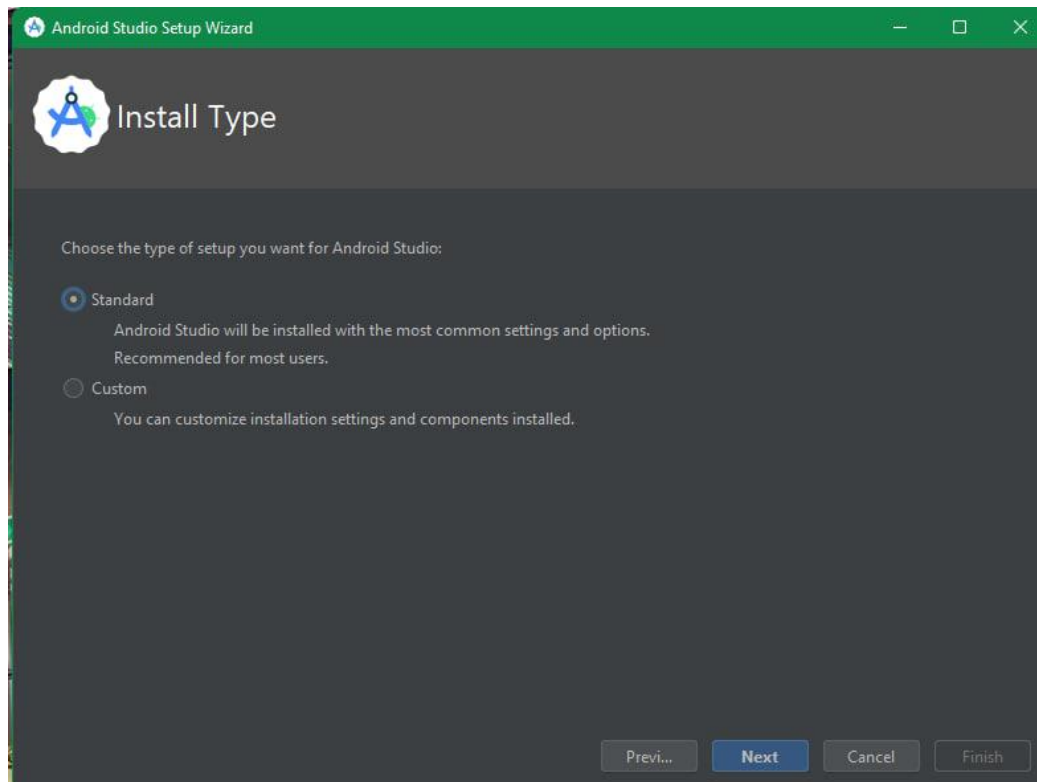 Android Studio Setup Wizard
Install Type
Choose the type of setup you want for Android Studio:
Standard
Android Studio will be installed with the most common settings and options.
Recommended for most users.
Custom
You can customize installation settings and components installed.
Previ... Next Cancel Finish